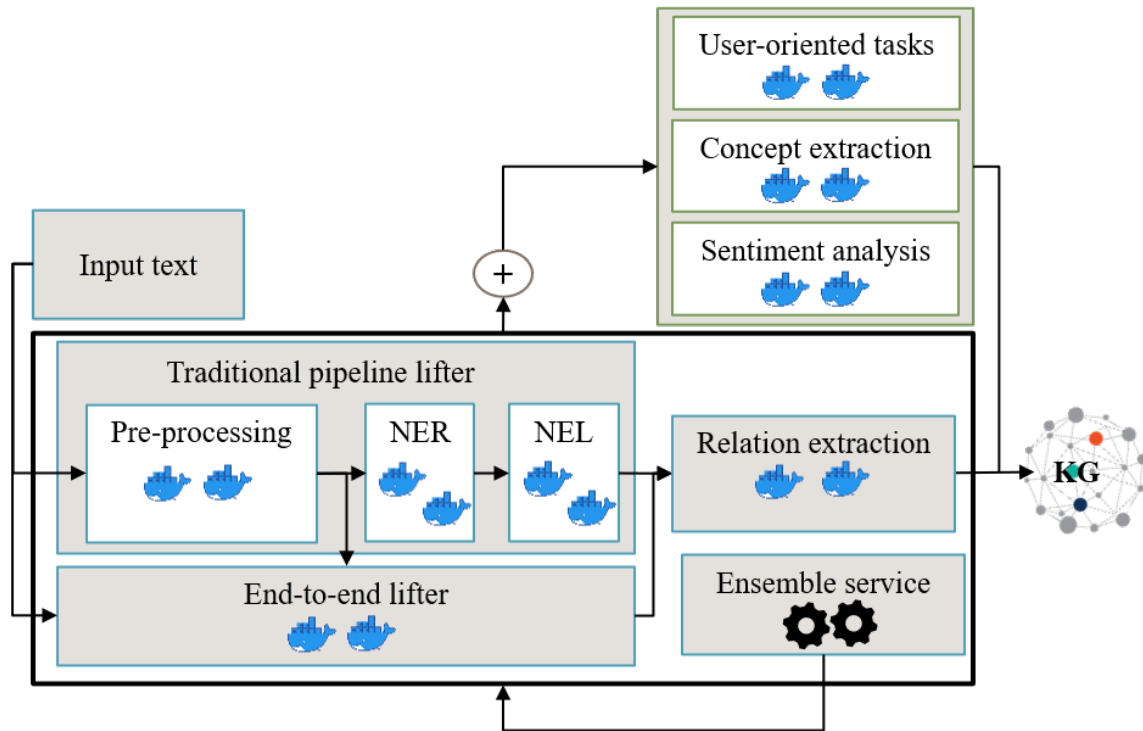 User-oriented tasks
Concept extraction
Sentiment analysis
Input text
+
Traditional pipeline lifter
Pre-processing
NER
NEL
Relation extraction
KG
End-to-end lifter
Ensemble service